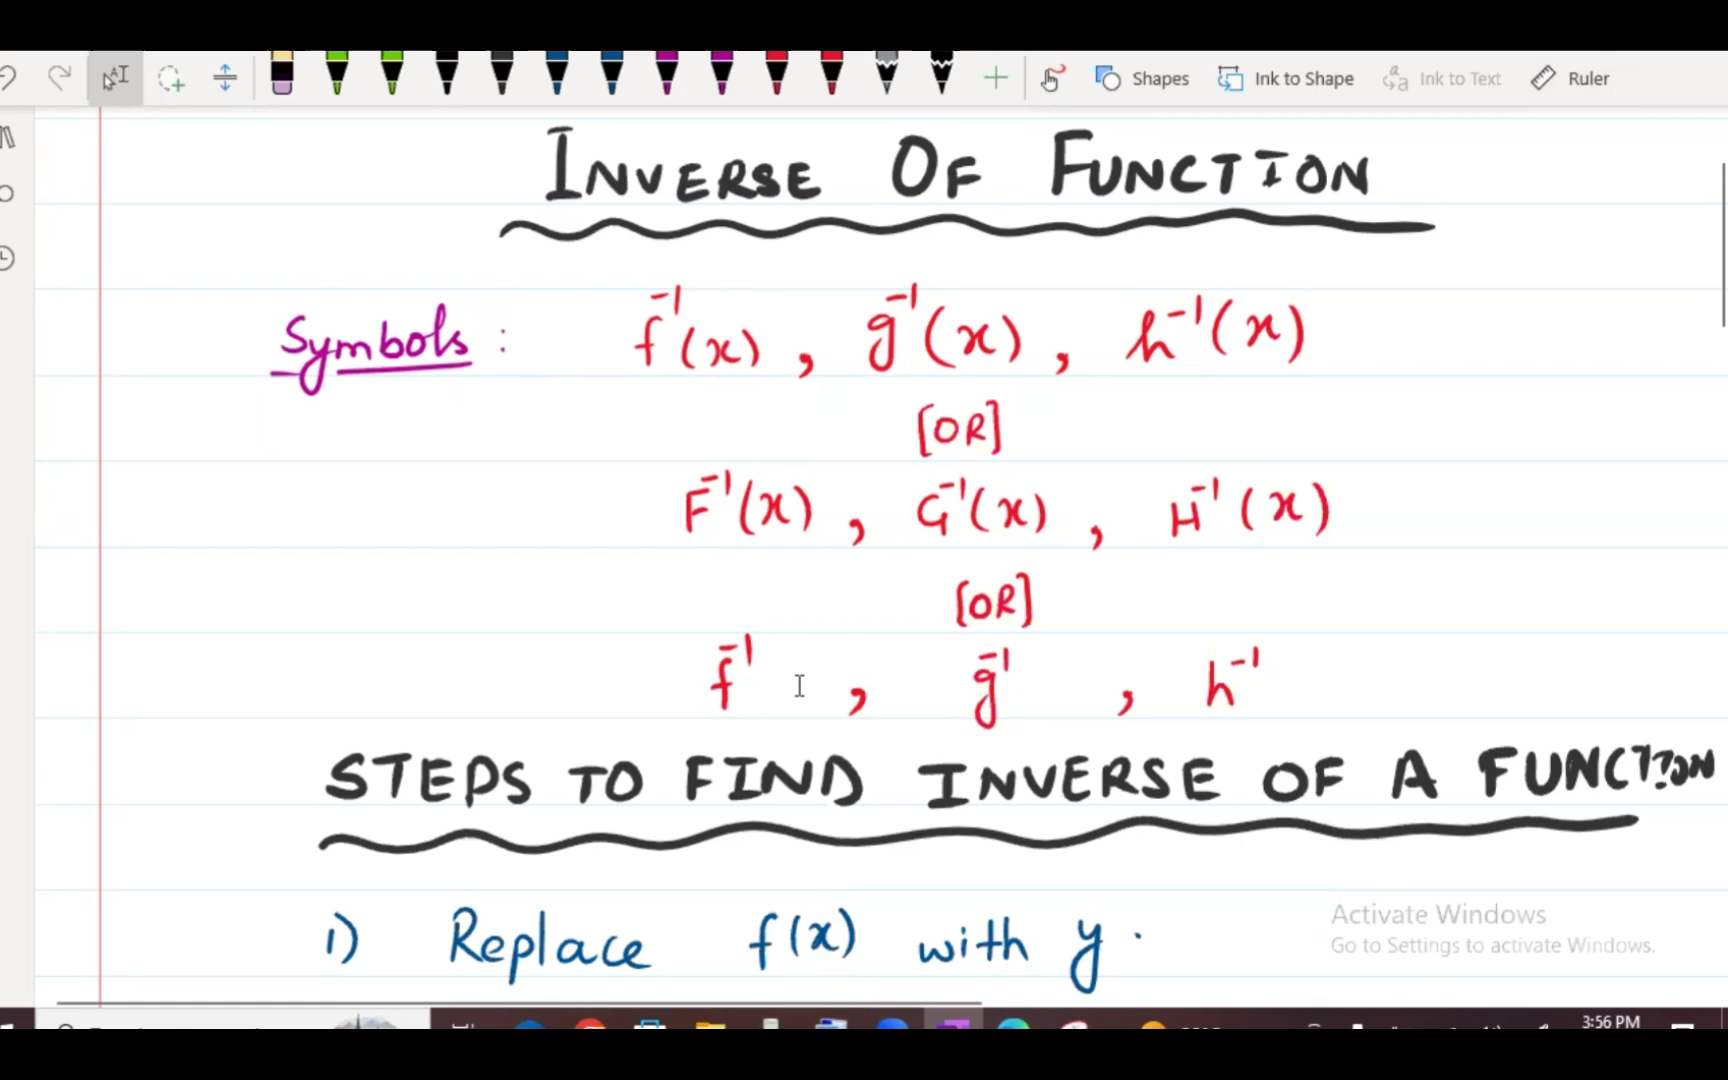 Shapes Ink to Shape Ink to Text Ruler
INVERSE OF FUNCTION
Symbols : f⁻¹(x) , g⁻¹(x) , h⁻¹(x)
[OR]
F⁻¹(x) , G⁻¹(x) , H⁻¹(x)
[OR]
f⁻¹ , g⁻¹ , h⁻¹
STEPS TO FIND INVERSE OF A FUNCTION
1) Replace f(x) with y.
Activate Windows
Go to Settings to activate Windows.
3:56 PM